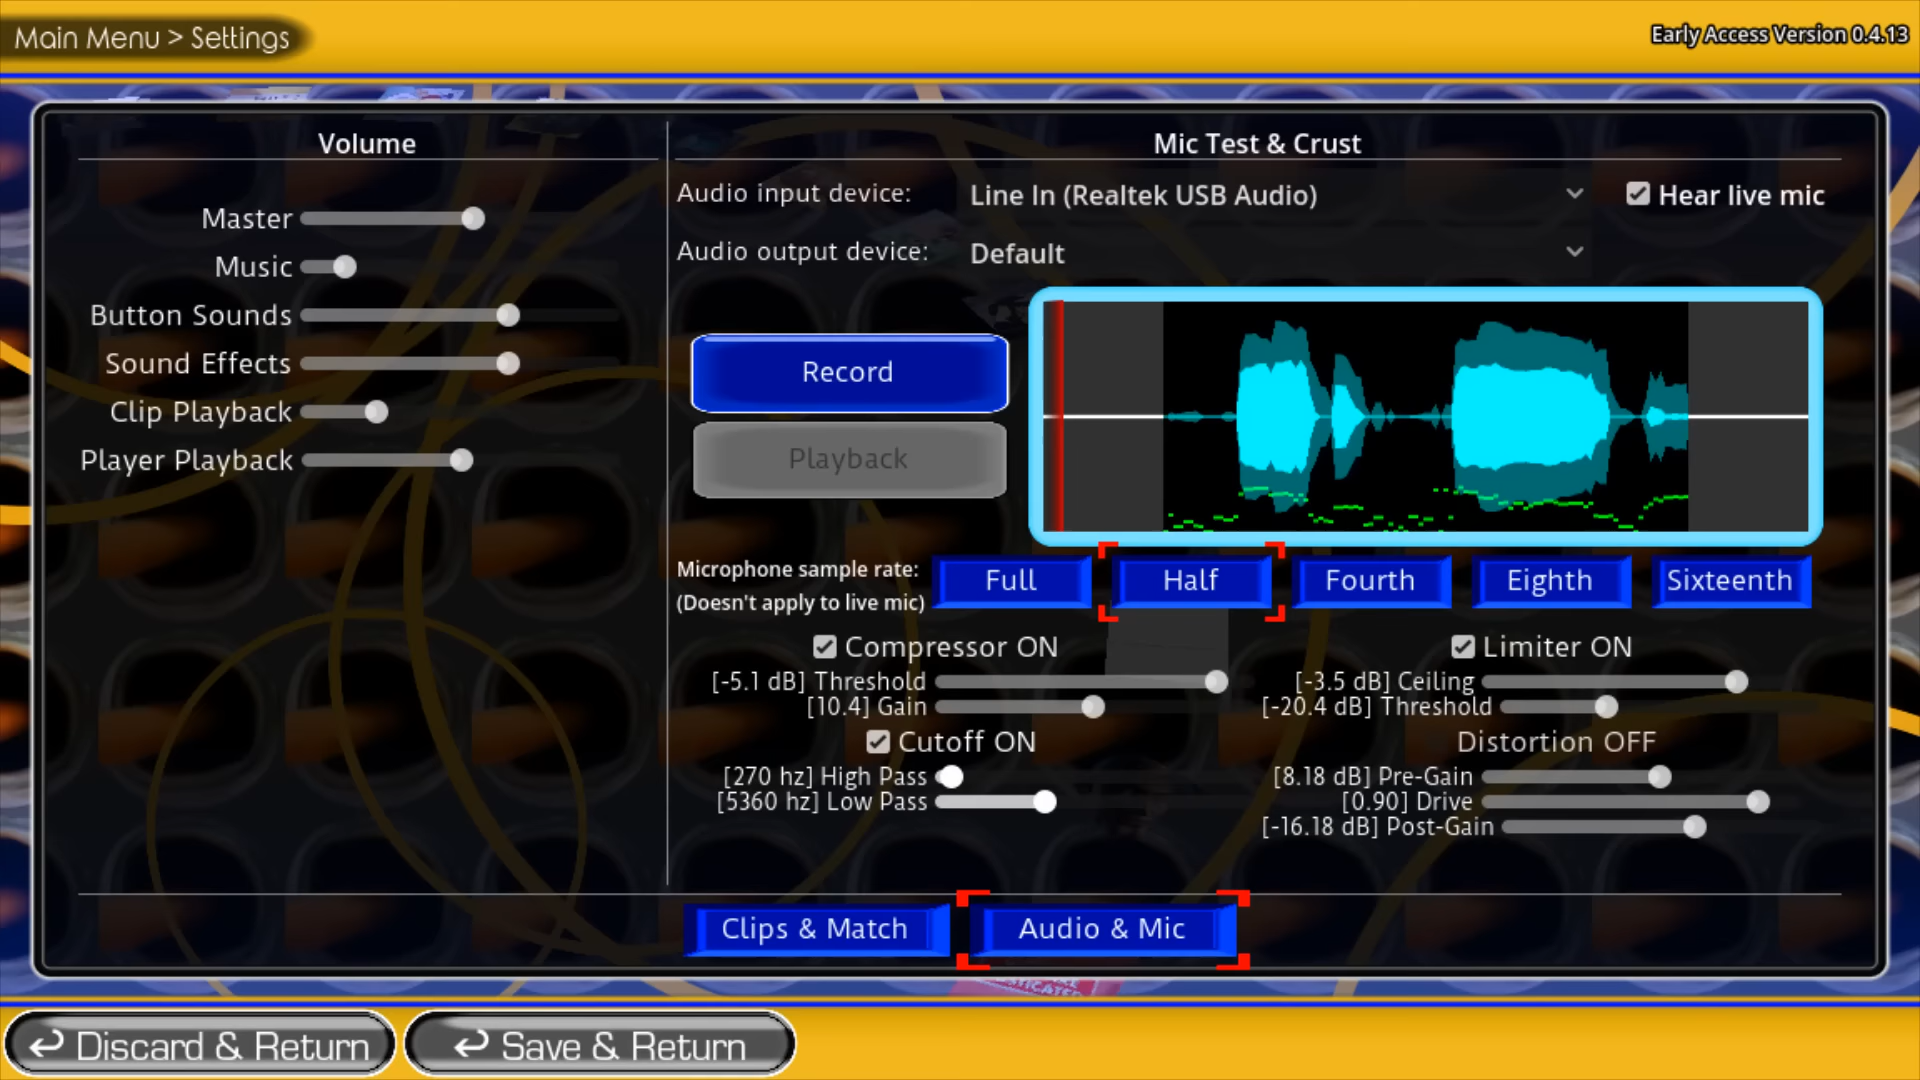 Main Menu > Settings
Early Access Version 0.4.13
Volume
Master
Music
Button Sounds
Sound Effects
Clip Playback
Player Playback
Mic Test & Crust
Audio input device:
Line In (Realtek USB Audio)
Hear live mic
Audio output device:
Default
Record
Playback
Microphone sample rate:
(Doesn't apply to live mic)
Full
Half
Fourth
Eighth
Sixteenth
Compressor ON
[-5.1 dB] Threshold
[10.4] Gain
Cutoff ON
[270 hz] High Pass
[5360 hz] Low Pass
Limiter ON
[-3.5 dB] Ceiling
[-20.4 dB] Threshold
Distortion OFF
[8.18 dB] Pre-Gain
[0.90] Drive
[-16.18 dB] Post-Gain
Clips & Match
Audio & Mic
Discard & Return
Save & Return